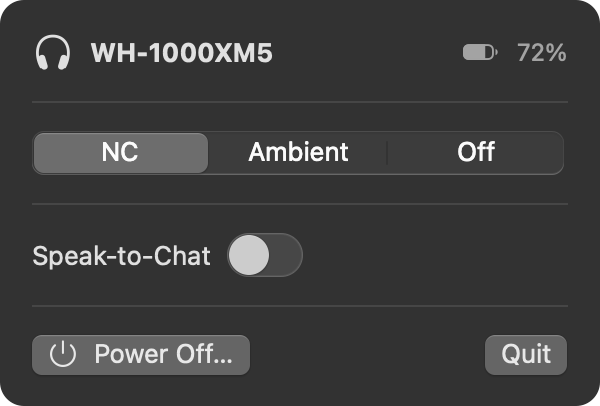 WH-1000XM5 72%
NC Ambient Off
Speak-to-Chat
Power Off... Quit